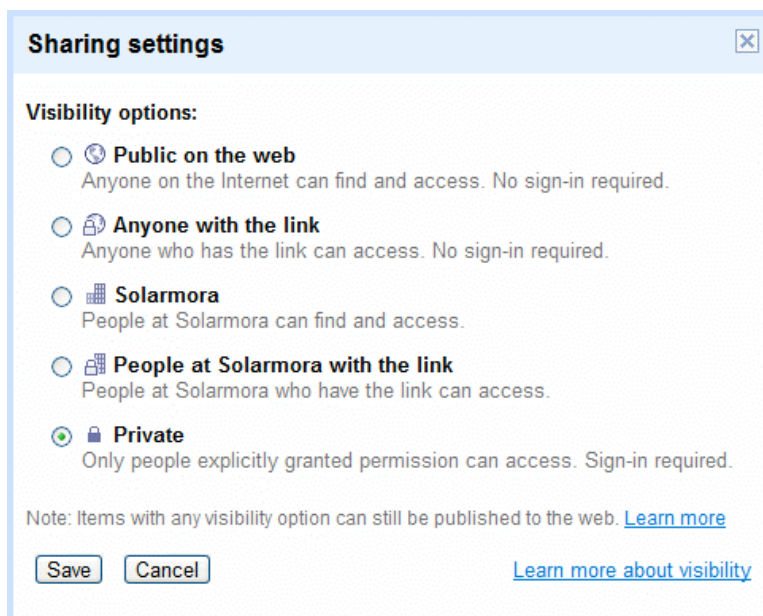 Sharing settings
Visibility options:
Public on the web
Anyone on the Internet can find and access. No sign-in required.
Anyone with the link
Anyone who has the link can access. No sign-in required.
Solarmora
People at Solarmora can find and access.
People at Solarmora with the link
People at Solarmora who have the link can access.
Private
Only people explicitly granted permission can access. Sign-in required.
Note: Items with any visibility option can still be published to the web. Learn more
Save Cancel Learn more about visibility